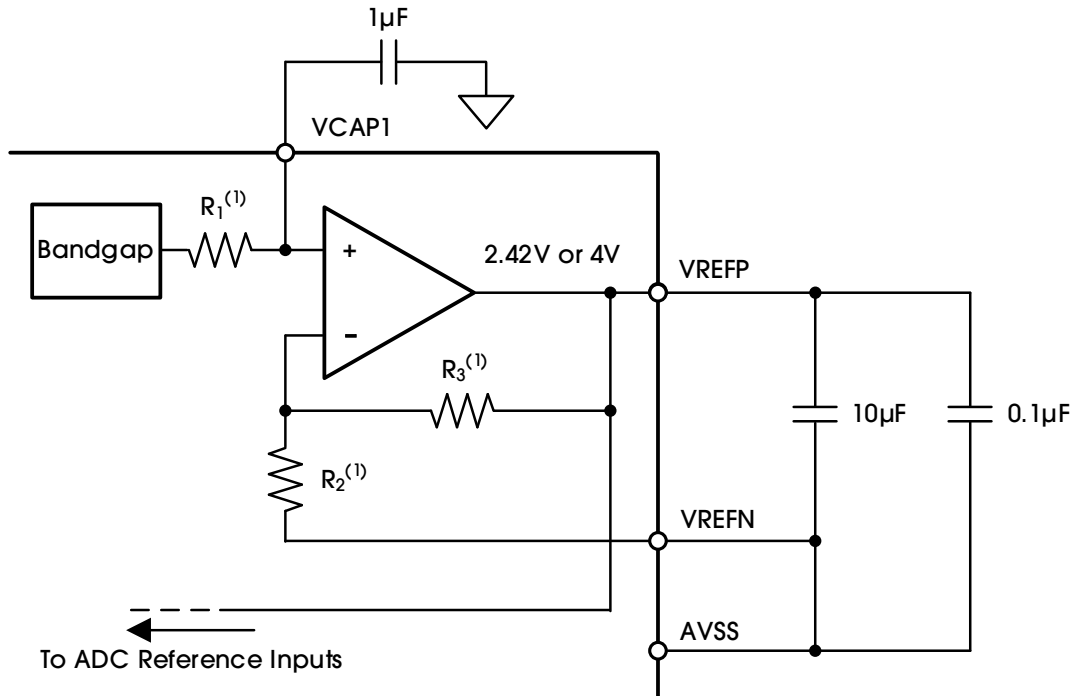 1µF
VCAP1
R1(1)
Bandgap
+
2.42V or 4V
VREFP
-
R3(1)
10µF
0.1µF
R2(1)
VREFN
AVSS
To ADC Reference Inputs